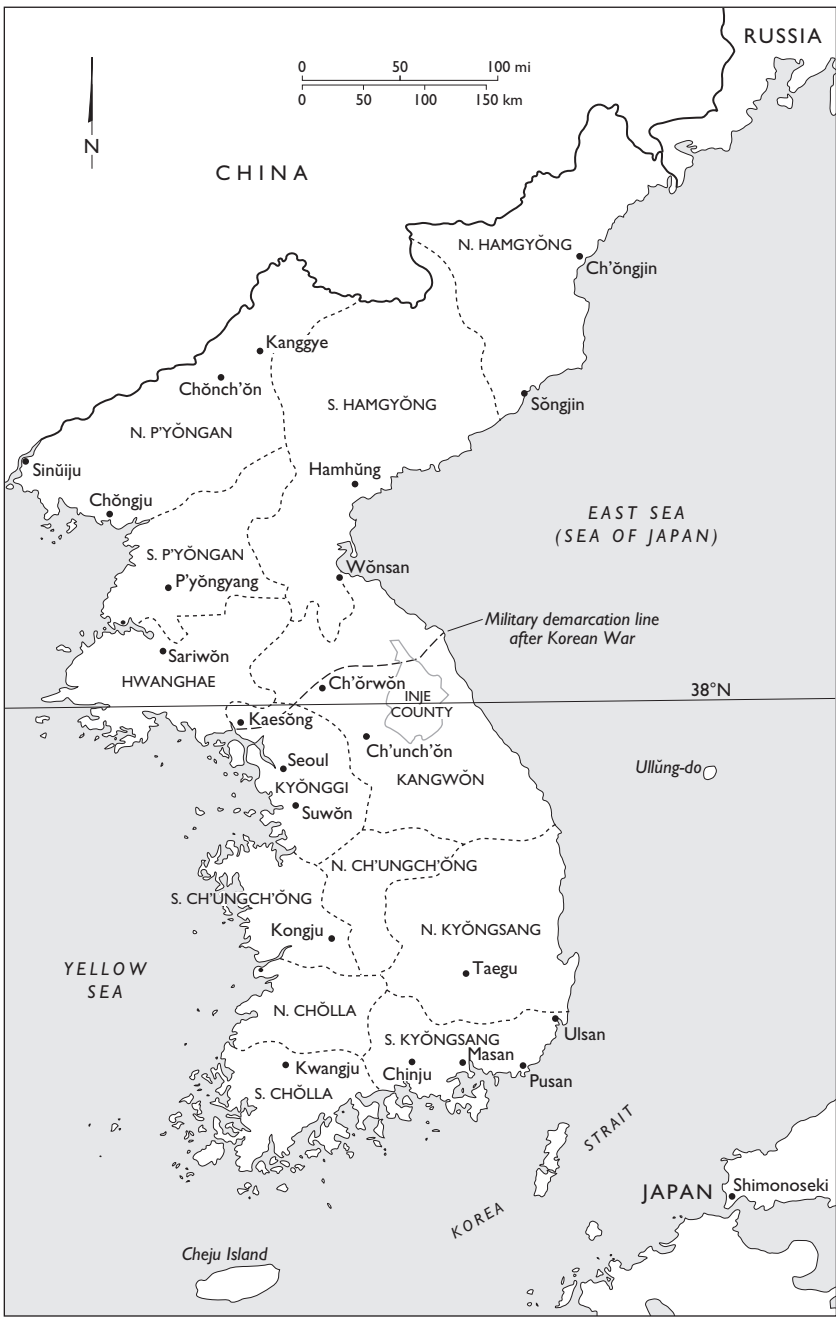 RUSSIA
0 50 100 mi
0 50 100 150 km
N
CHINA
N. HAMGYŎNG
Ch'ŏngjin
Kanggye
Chŏnch'ŏn
S. HAMGYŎNG
Sŏngjin
N. P'YŎNGAN
Sinŭiju
Hamhŭng
Chŏngju
EAST SEA
(SEA OF JAPAN)
S. P'YŎNGAN
P'yŏngyang
Wŏnsan
Military demarcation line
after Korean War
Sariwŏn
HWANGHAE
Ch'ŏrwŏn
INJE
COUNTY
38°N
Kaesŏng
Ch'unch'ŏn
Seoul
KYŎNGGI
KANGWŎN
Ullŭng-do
Suwŏn
N. CH'UNGCH'ŎNG
S. CH'UNGCH'ŎNG
Kongju
N. KYŎNGSANG
YELLOW
SEA
Taegu
N. CHŎLLA
Ulsan
S. KYŎNGSANG
Masan
Kwangju
Chinju
Pusan
S. CHŎLLA
KOREA STRAIT
JAPAN
Shimonoseki
Cheju Island